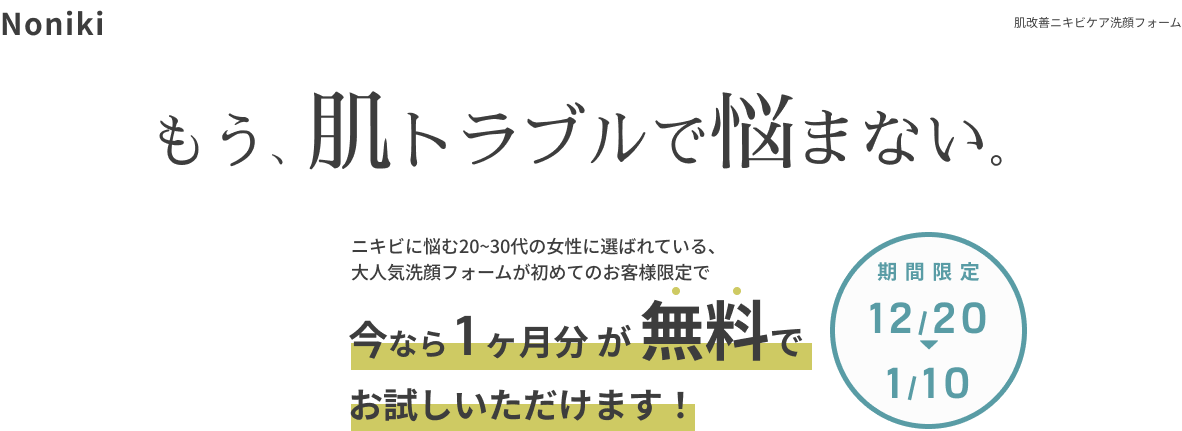 Noniki
肌改善ニキビケア洗顔フォーム
もう、肌トラブルで悩まない。
ニキビに悩む20~30代の女性に選ばれている、
大人気洗顔フォームが初めてのお客様限定で
今なら1ヶ月分が無料で
お試しいただけます！
期間限定
12/20
1/10